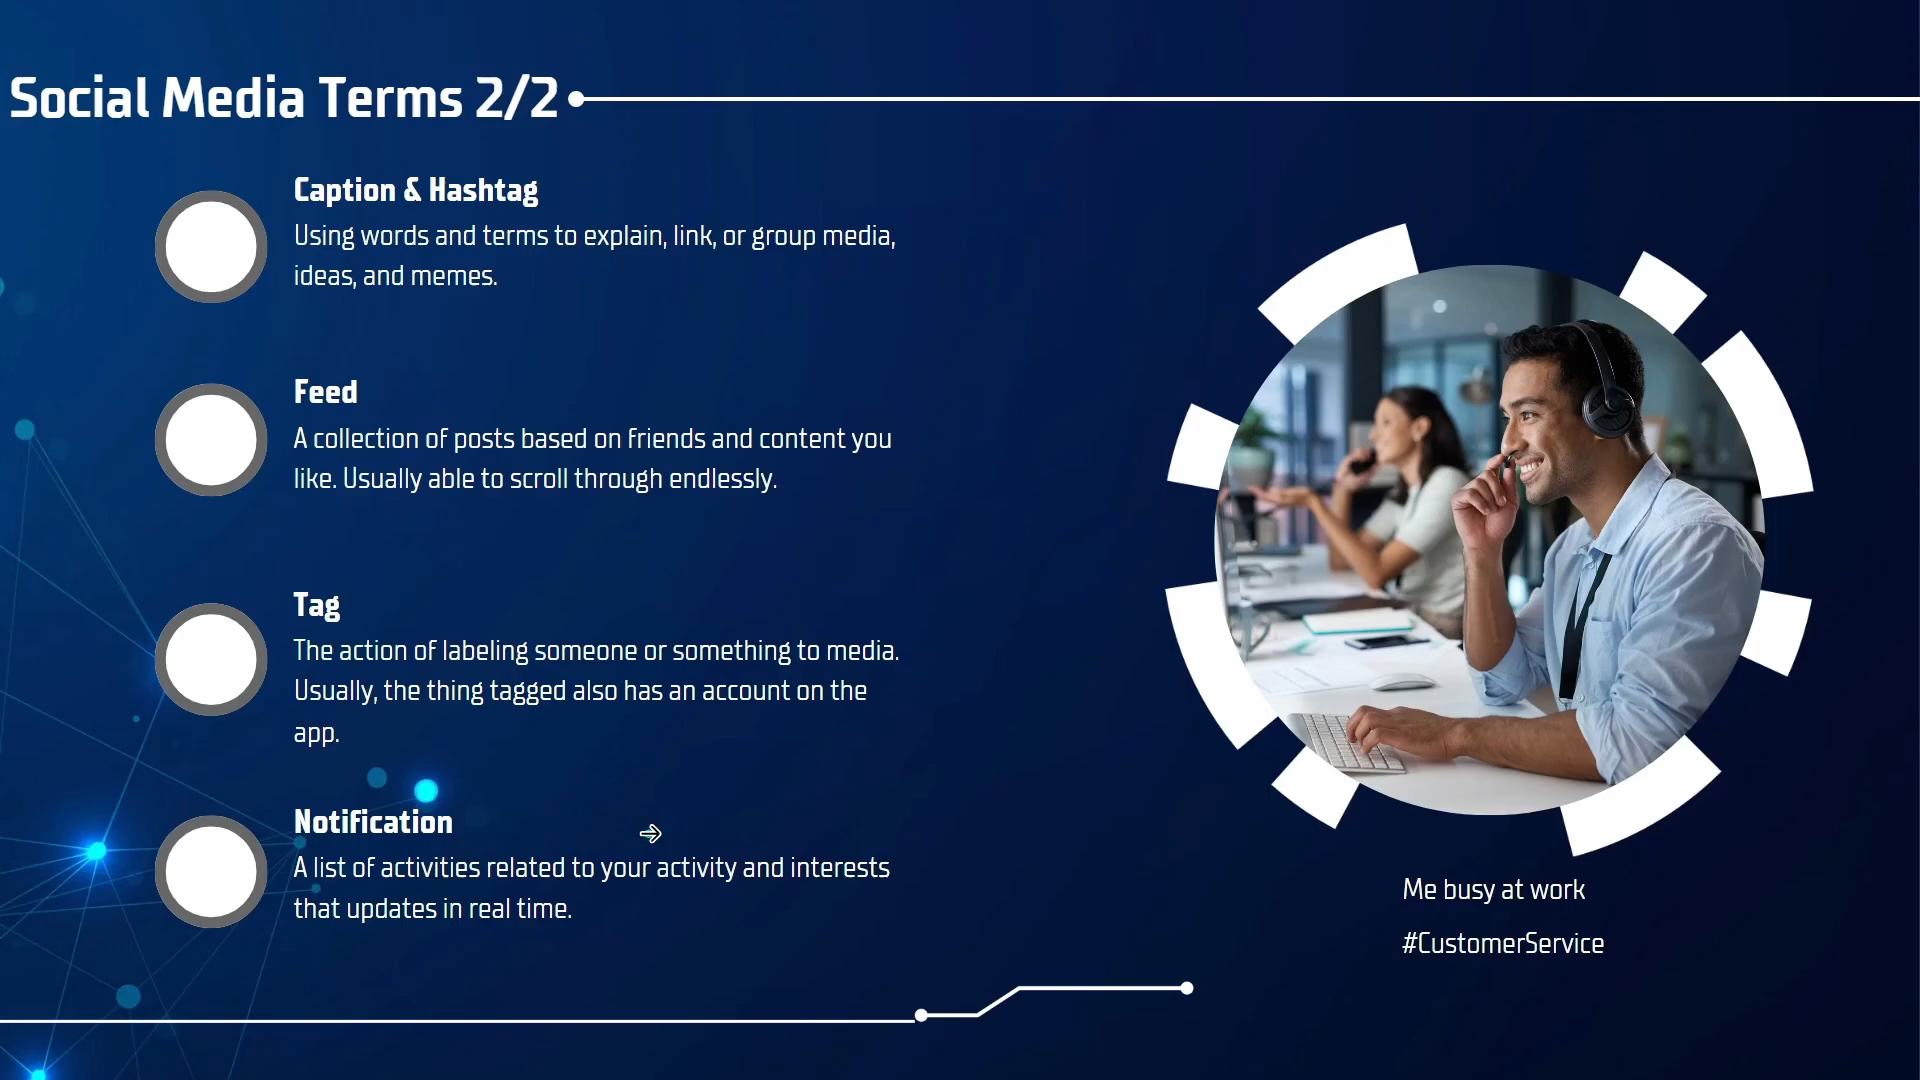 Social Media Terms 2/2
Caption & Hashtag
Using words and terms to explain, link, or group media,
ideas, and memes.
Feed
A collection of posts based on friends and content you
like. Usually able to scroll through endlessly.
Tag
The action of labeling someone or something to media.
Usually, the thing tagged also has an account on the
app.
Notification
A list of activities related to your activity and interests
that updates in real time.
Me busy at work
#CustomerService